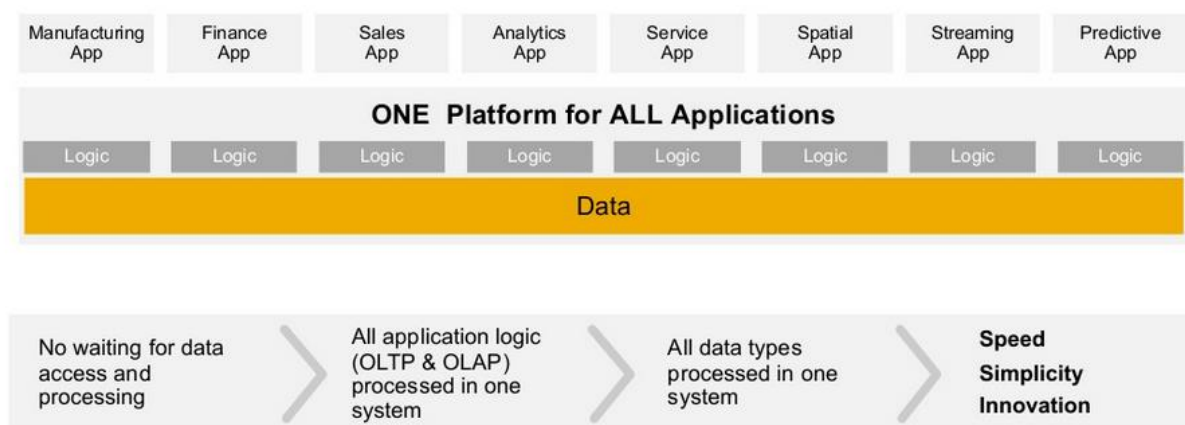 Manufacturing App
Finance App
Sales App
Analytics App
Service App
Spatial App
Streaming App
Predictive App
ONE Platform for ALL Applications
Logic Logic Logic Logic Logic Logic Logic Logic
Data
No waiting for data
access and
processing
All application logic
(OLTP & OLAP)
processed in one
system
All data types
processed in one
system
Speed
Simplicity
Innovation